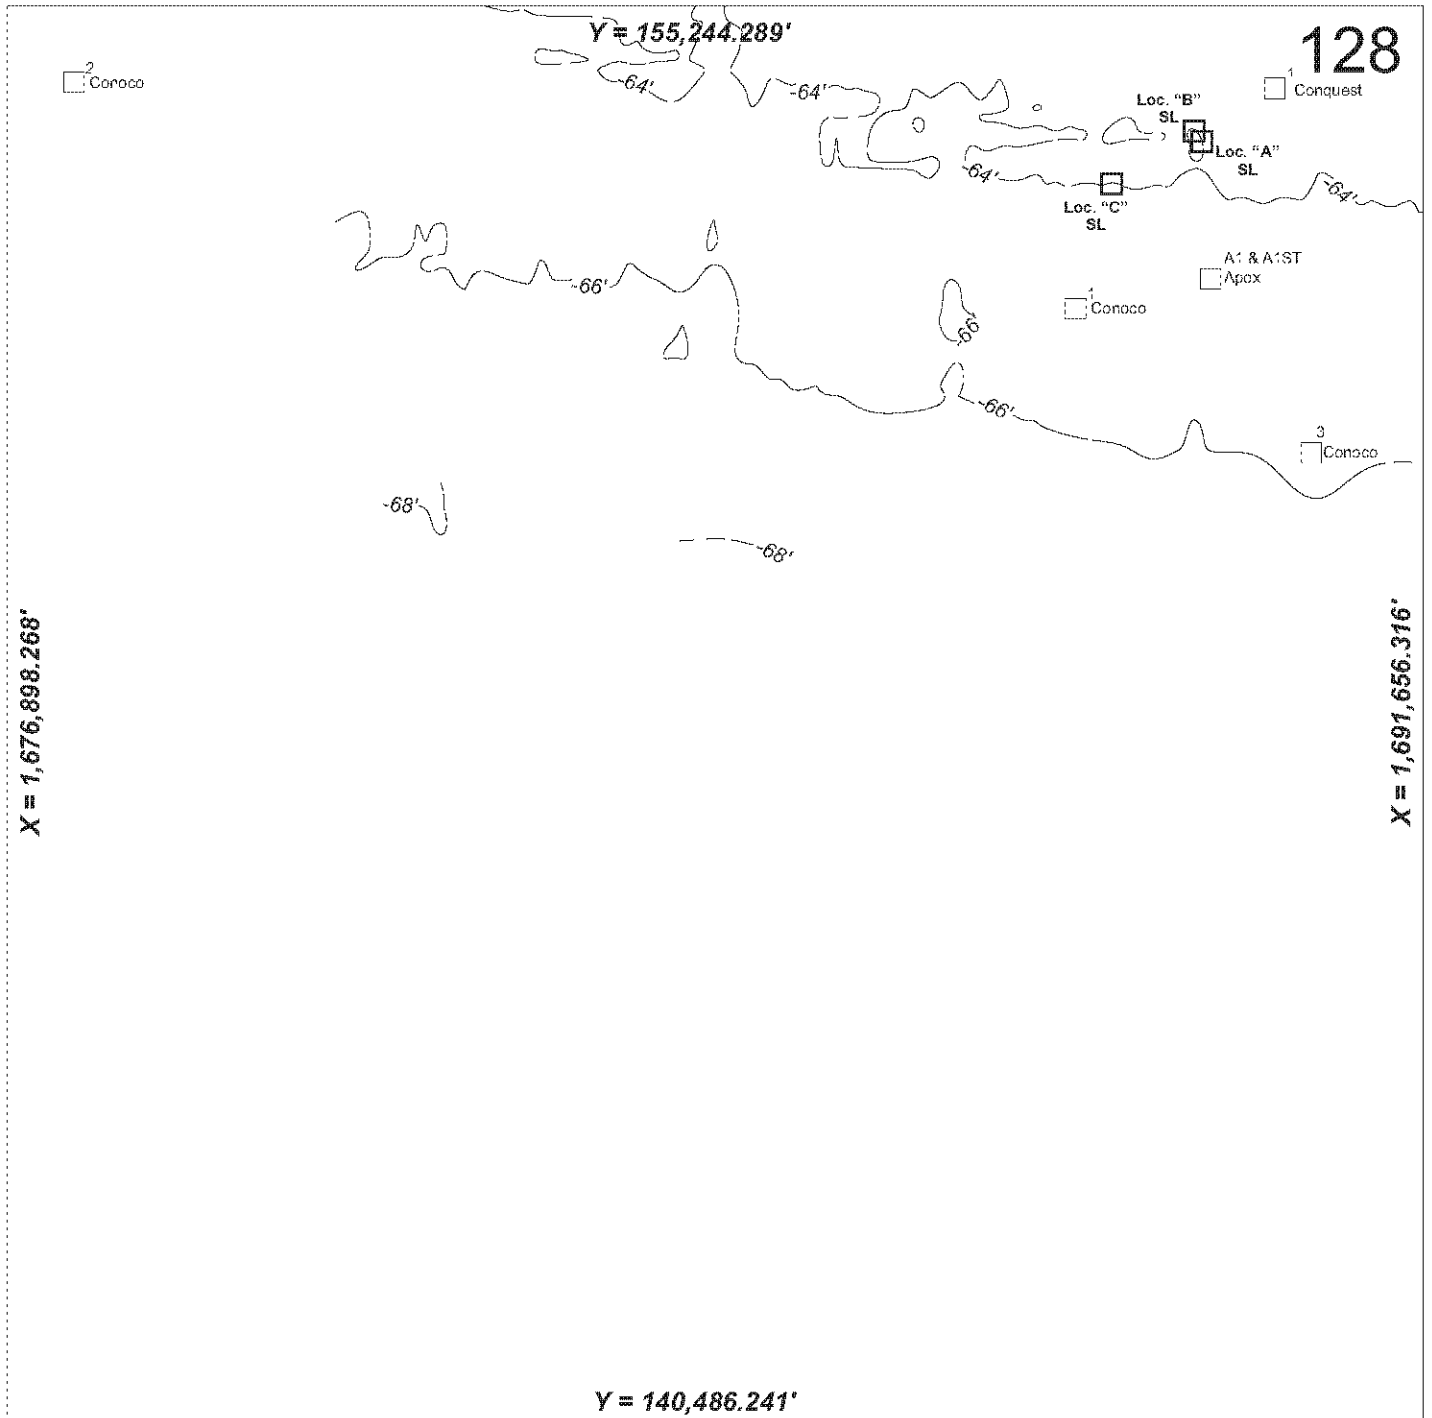 Y = 155,244.289'
128
2
Conoco
-64'
-64'
1
Conquest
Loc. "B"
SL
Loc. "A"
SL
-64'
-64'
Loc. "C"
SL
A1 & A1ST
Apex
-66'
1
Conoco
-66'
-66'
3
Conoco
-68'
-68'
X = 1,676,898.268'
X = 1,691,656.316'
Y = 140,486.241'